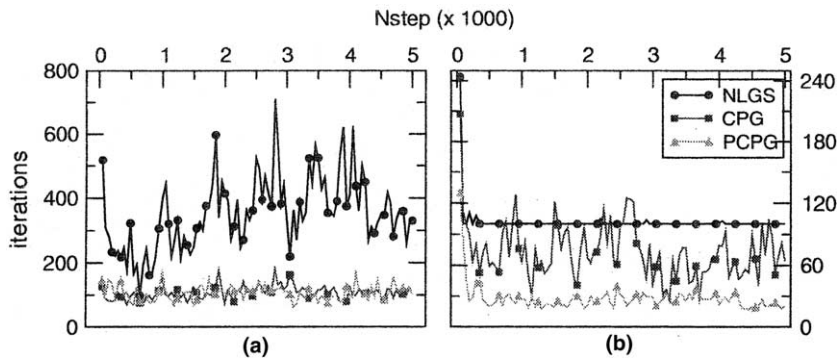 Nstep (x 1000)
0 1 2 3 4 5
0 1 2 3 4 5
800
600
400
200
0
iterations
240
180
120
60
0
NLGS
CPG
PCPG
(a)
(b)